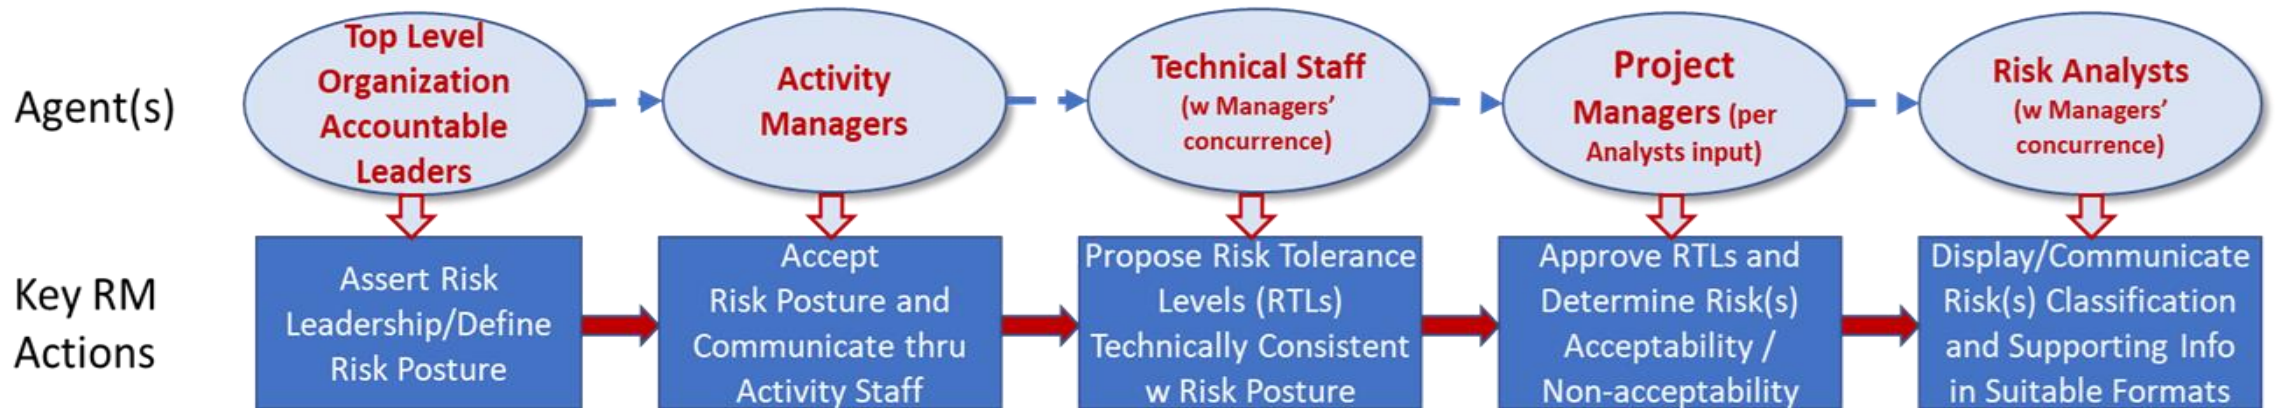 Agent(s)
Top Level
Organization
Accountable
Leaders
Activity
Managers
Technical Staff
(w Managers’
concurrence)
Project
Managers (per
Analysts input)
Risk Analysts
(w Managers’
concurrence)
Key RM
Actions
Assert Risk
Leadership/Define
Risk Posture
Accept
Risk Posture and
Communicate thru
Activity Staff
Propose Risk Tolerance
Levels (RTLs)
Technically Consistent
w Risk Posture
Approve RTLs and
Determine Risk(s)
Acceptability /
Non-acceptability
Display/Communicate
Risk(s) Classification
and Supporting Info
in Suitable Formats